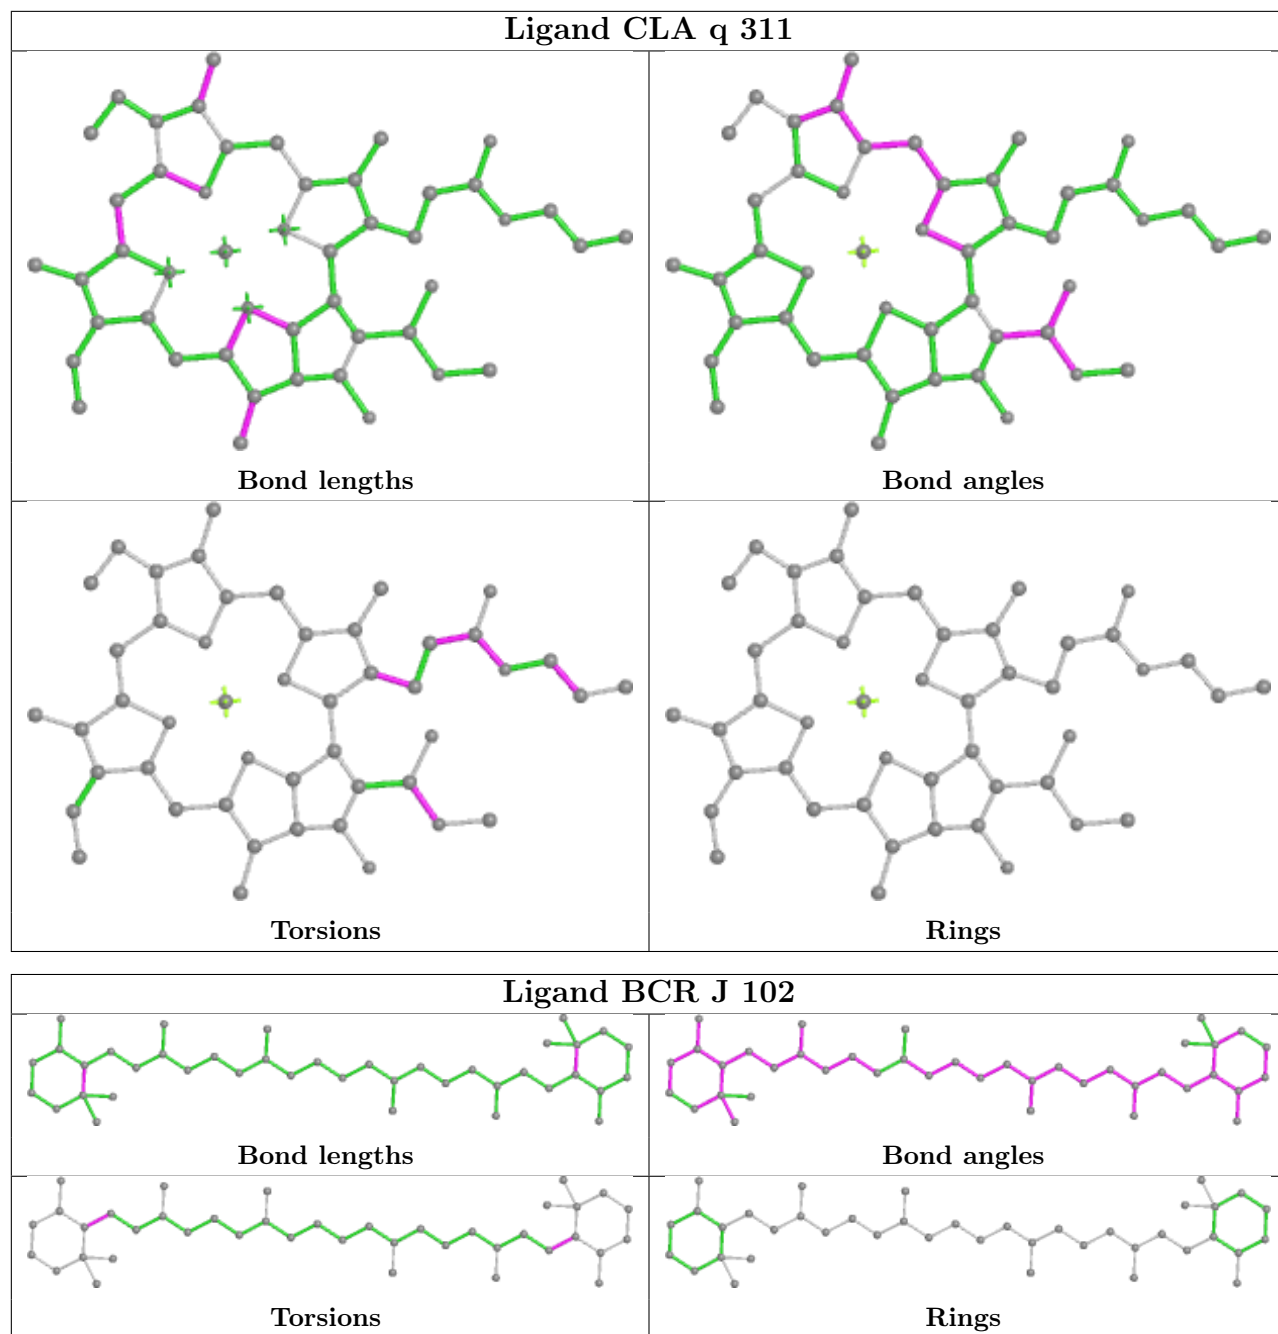 Ligand CLA q 311
Bond lengths
Bond angles
Torsions
Rings
Ligand BCR J 102
Bond lengths
Bond angles
Torsions
Rings